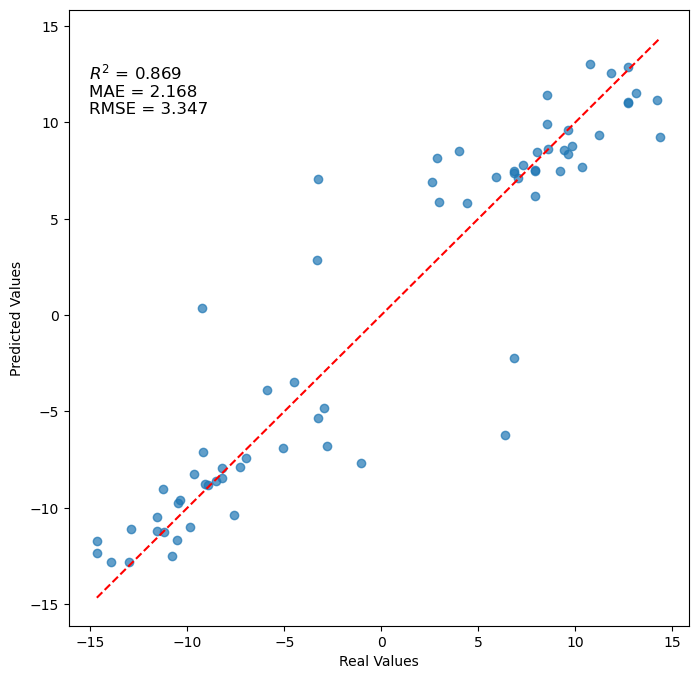 R² = 0.869
MAE = 2.168
RMSE = 3.347
15
10
5
0
−5
−10
−15
Predicted Values
−15 −10 −5 0 5 10 15
Real Values